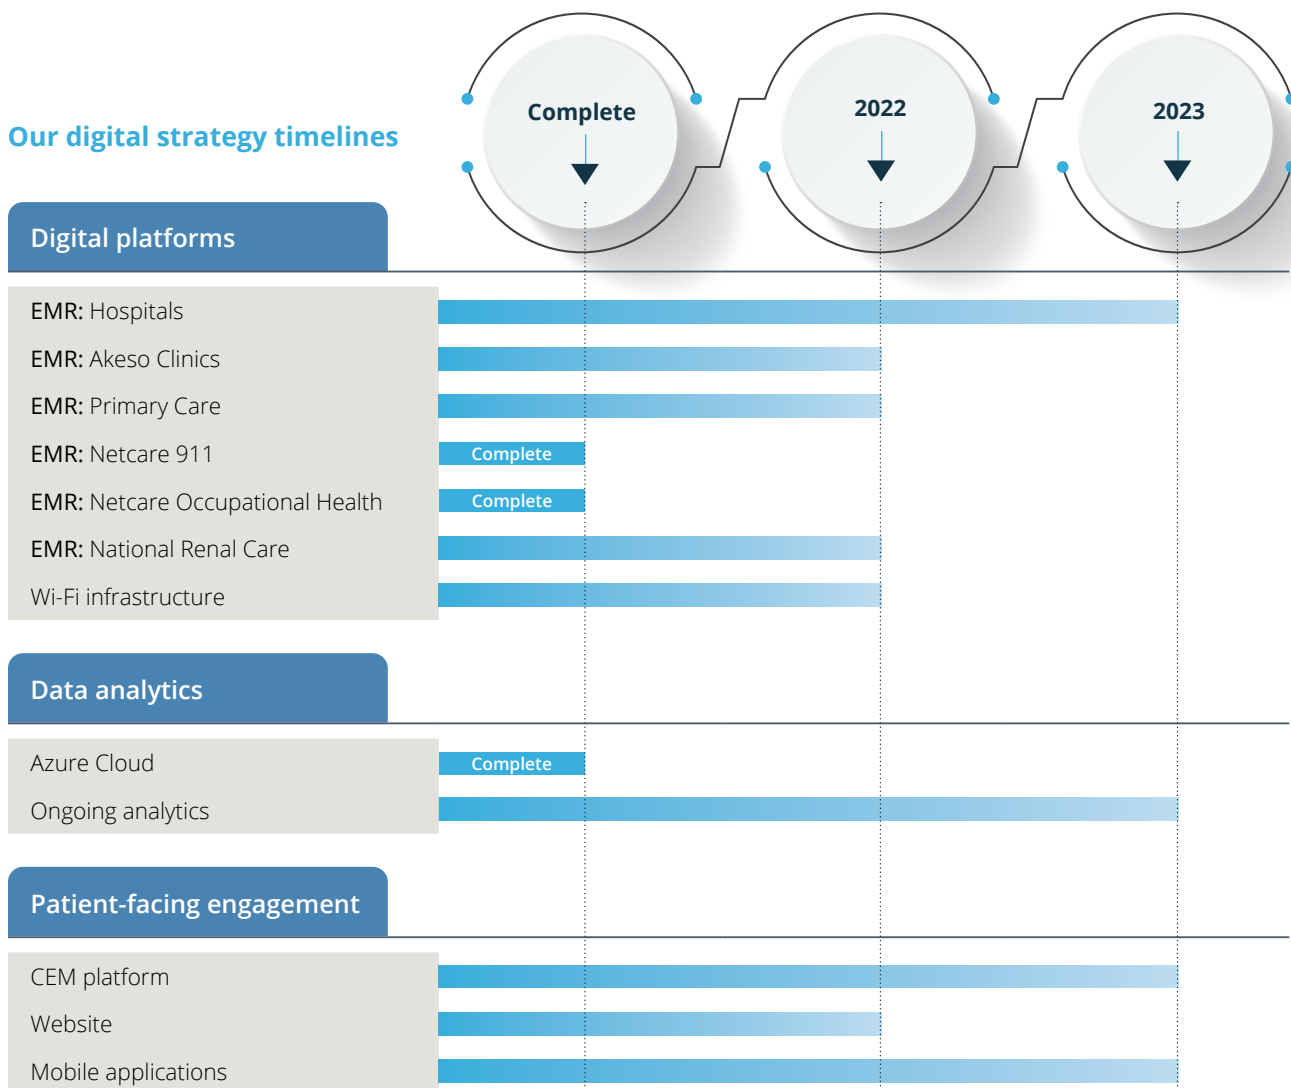 Our digital strategy timelines
Complete
2022
2023
Digital platforms
EMR: Hospitals
EMR: Akeso Clinics
EMR: Primary Care
EMR: Netcare 911
Complete
EMR: Netcare Occupational Health
Complete
EMR: National Renal Care
Wi-Fi infrastructure
Data analytics
Azure Cloud
Complete
Ongoing analytics
Patient-facing engagement
CEM platform
Website
Mobile applications